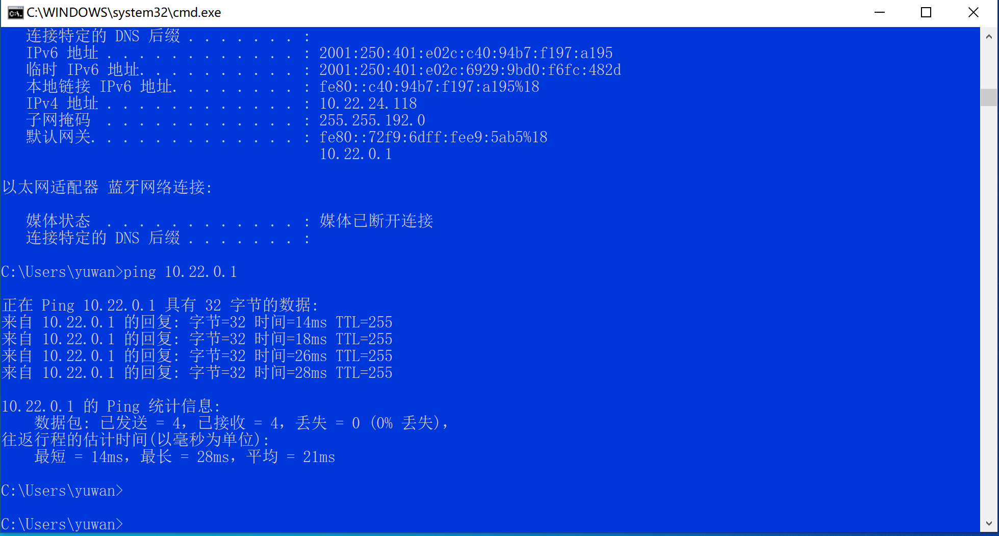 C:\WINDOWS\system32\cmd.exe
连接特定的 DNS 后缀 . . . . . . . :
IPv6 地址 . . . . . . . . . . . . : 2001:250:401:e02c:c40:94b7:f197:a195
临时 IPv6 地址. . . . . . . . . . : 2001:250:401:e02c:6929:9bd0:f6fc:482d
本地链接 IPv6 地址. . . . . . . . : fe80::c40:94b7:f197:a195%18
IPv4 地址 . . . . . . . . . . . . : 10.22.24.118
子网掩码  . . . . . . . . . . . . : 255.255.192.0
默认网关. . . . . . . . . . . . . : fe80::72f9:6dff:fee9:5ab5%18
10.22.0.1
以太网适配器 蓝牙网络连接:
媒体状态  . . . . . . . . . . . . : 媒体已断开连接
连接特定的 DNS 后缀 . . . . . . . :
C:\Users\yuwan>ping 10.22.0.1
正在 Ping 10.22.0.1 具有 32 字节的数据:
来自 10.22.0.1 的回复: 字节=32 时间=14ms TTL=255
来自 10.22.0.1 的回复: 字节=32 时间=18ms TTL=255
来自 10.22.0.1 的回复: 字节=32 时间=26ms TTL=255
来自 10.22.0.1 的回复: 字节=32 时间=28ms TTL=255
10.22.0.1 的 Ping 统计信息:
数据包: 已发送 = 4，已接收 = 4，丢失 = 0 (0% 丢失)，
往返行程的估计时间(以毫秒为单位):
最短 = 14ms，最长 = 28ms，平均 = 21ms
C:\Users\yuwan>
C:\Users\yuwan>